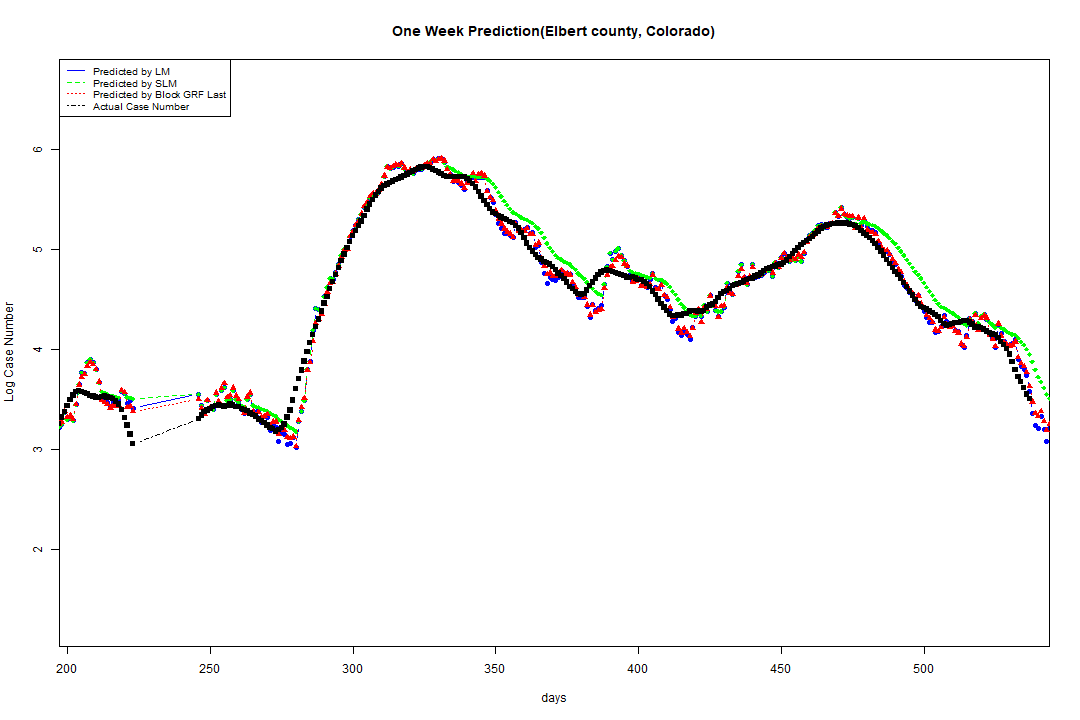 One Week Prediction(Elbert county, Colorado)
Predicted by LM
Predicted by SLM
Predicted by Block GRF Last
Actual Case Number
6
5
4
3
2
Log Case Number
200 250 300 350 400 450 500
days